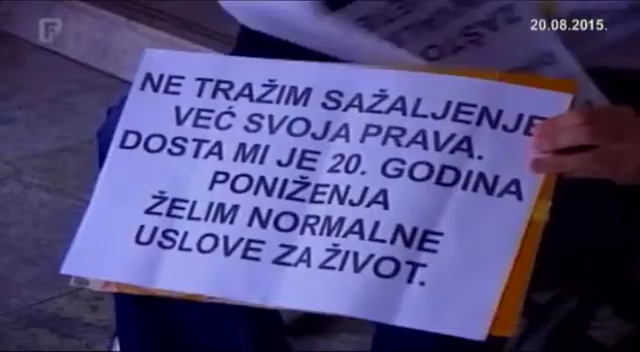 F
20.08.2015.
ZAŠTO
NE TRAŽIM SAŽALJENJE
VEĆ SVOJA PRAVA.
DOSTA MI JE 20. GODINA
PONIŽENJA
ŽELIM NORMALNE
USLOVE ZA ŽIVOT.